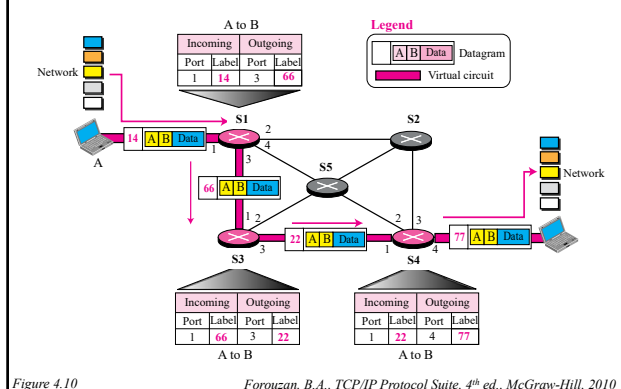 A to B
Incoming Outgoing
Port Label Port Label
1 14 3 66
Legend
A B Data Datagram
Virtual circuit
Network
S1
S2
14 A B Data 1
2
4
3
A
66 A B Data
S5
Network
1 2
2 3
S3
3
22 A B Data
1
S4
4
77 A B Data
B
Incoming Outgoing
Port Label Port Label
1 66 3 22
A to B
Incoming Outgoing
Port Label Port Label
1 22 4 77
A to B
Figure 4.10
Forouzan, B.A., TCP/IP Protocol Suite, 4th ed., McGraw-Hill, 2010